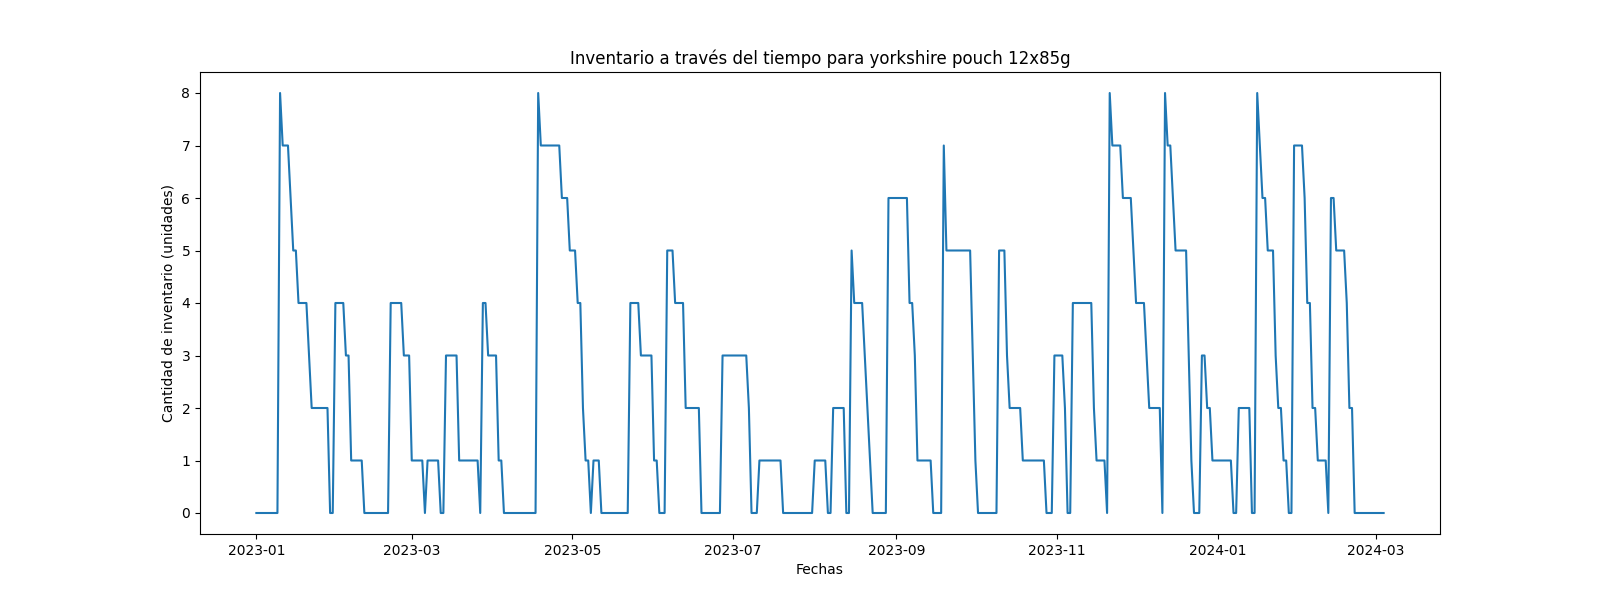 Inventario a través del tiempo para yorkshire pouch 12x85g
Cantidad de inventario (unidades)
8
7
6
5
4
3
2
1
0
2023-01 2023-03 2023-05 2023-07 2023-09 2023-11 2024-01 2024-03
Fechas